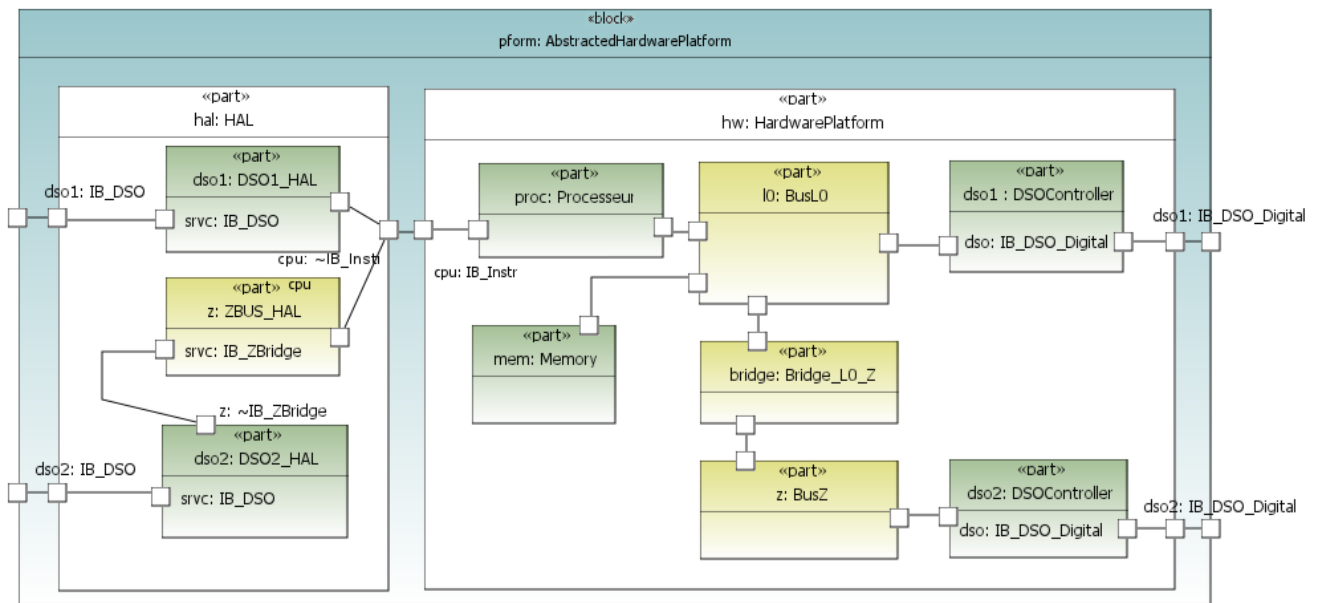 «block»
pform: AbstractedHardwarePlatform
«part»
hal: HAL
«part»
dso1: DSO1_HAL
srvc: IB_DSO
dso1: IB_DSO
cpu: ~IB_Insti
«part» cpu
z: ZBUS_HAL
srvc: IB_ZBridge
z: ~IB_ZBridge
«part»
dso2: DSO2_HAL
srvc: IB_DSO
dso2: IB_DSO
«part»
hw: HardwarePlatform
«part»
proc: Processeur
cpu: IB_Instr
«part»
mem: Memory
«part»
l0: BusL0
«part»
bridge: Bridge_L0_Z
«part»
z: BusZ
«part»
dso1 : DSOController
dso: IB_DSO_Digital
dso1: IB_DSO_Digital
«part»
dso2: DSOController
dso: IB_DSO_Digital
dso2: IB_DSO_Digital